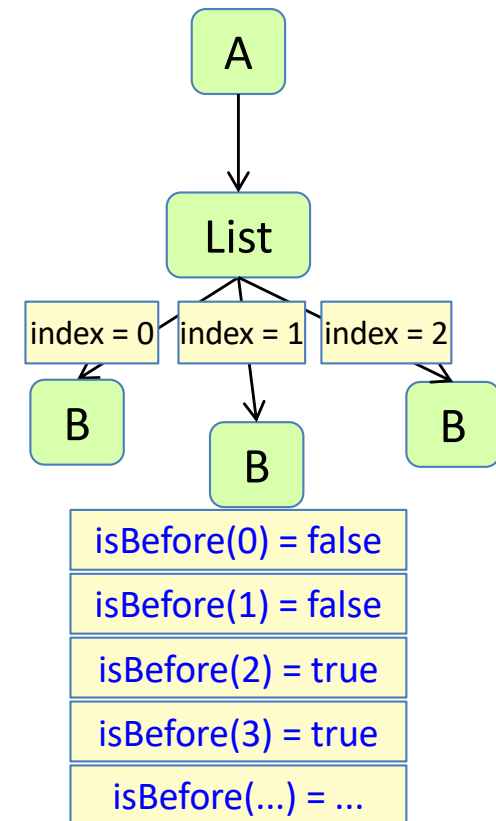 A
List
index = 0
index = 1
index = 2
B
B
B
isBefore(0) = false
isBefore(1) = false
isBefore(2) = true
isBefore(3) = true
isBefore(...) = ...